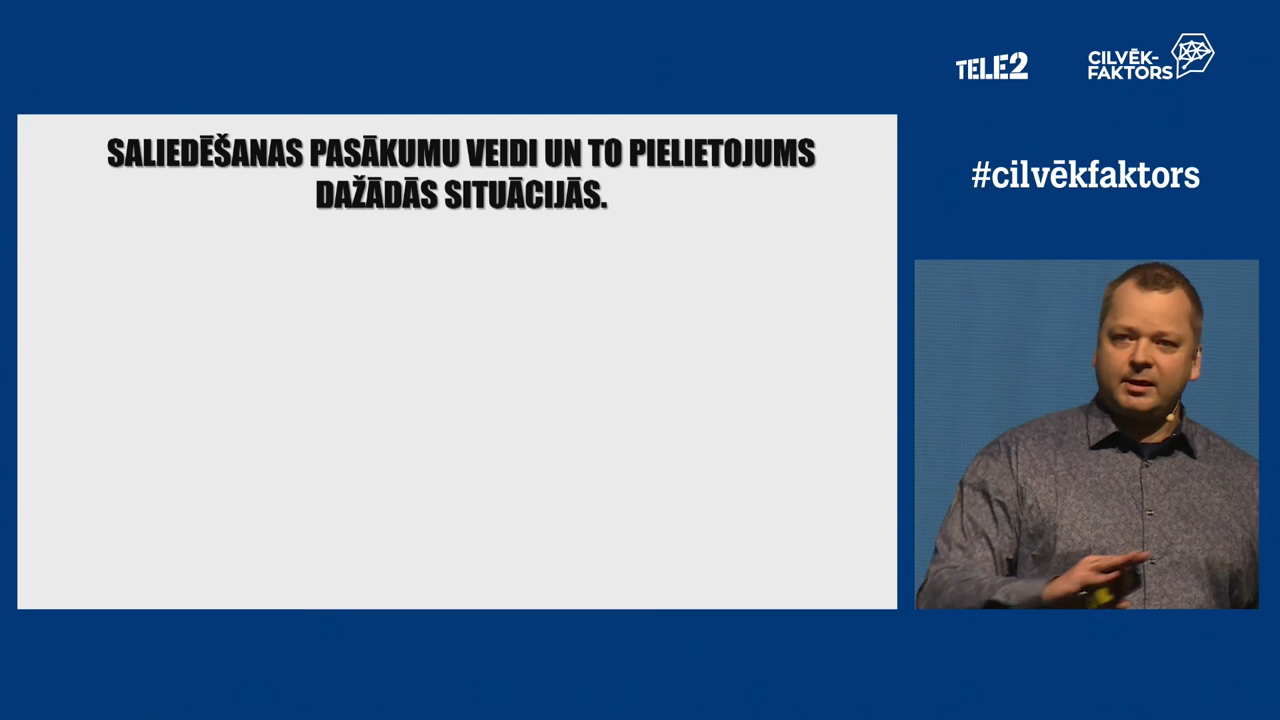 TELE2
CILVĒK-
FAKTORS
SALIEDĒŠANAS PASĀKUMU VEIDI UN TO PIELIETOJUMS
DAŽĀDĀS SITUĀCIJĀS.
#cilvēkfaktors